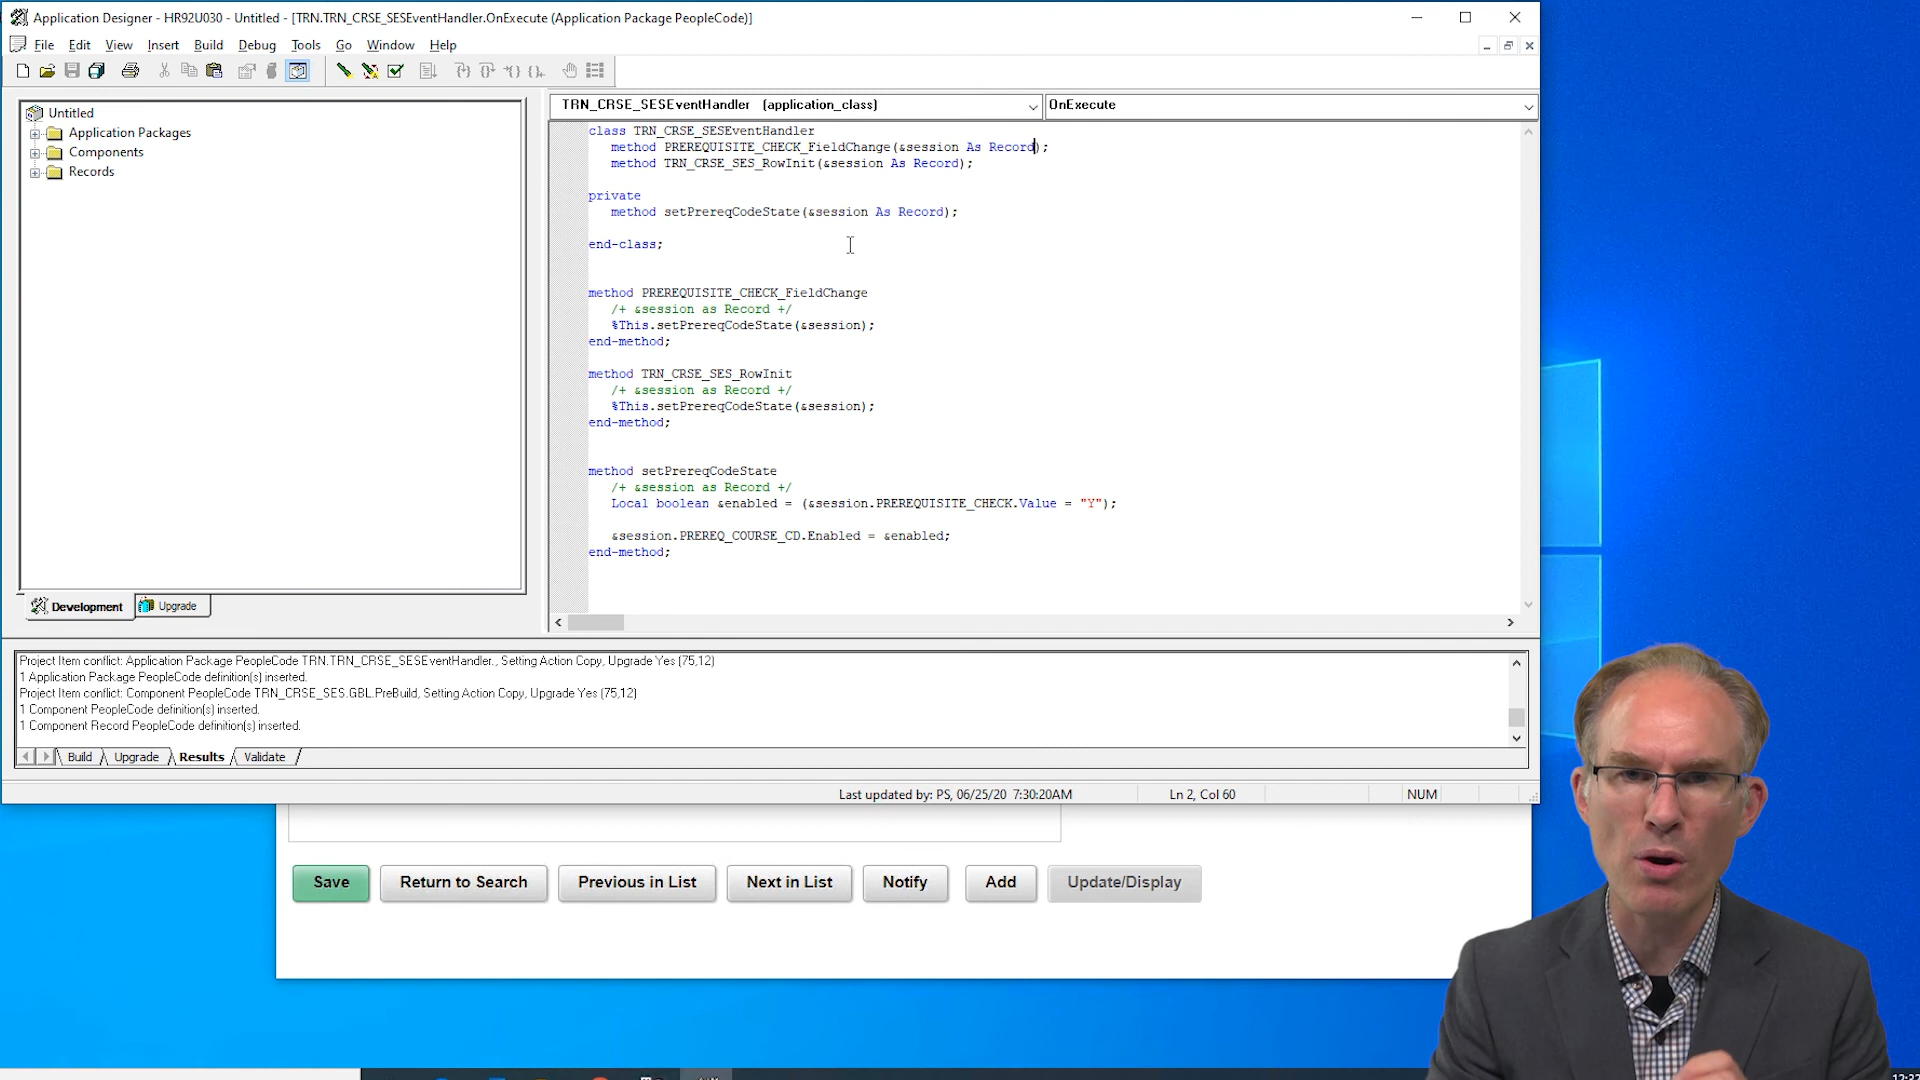 Application Designer - HR92U030 - Untitled - [TRN.TRN_CRSE_SESEventHandler.OnExecute (Application Package PeopleCode)]
File Edit View Insert Build Debug Tools Go Window Help
Untitled
Application Packages
Components
Records
Development
Upgrade
TRN_CRSE_SESEventHandler (application_class)
OnExecute
class TRN_CRSE_SESEventHandler
method PREREQUISITE_CHECK_FieldChange(&session As Record);
method TRN_CRSE_SES_RowInit(&session As Record);
private
method setPrereqCodeState(&session As Record);
end-class;
method PREREQUISITE_CHECK_FieldChange
/+ &session as Record +/
%This.setPrereqCodeState(&session);
end-method;
method TRN_CRSE_SES_RowInit
/+ &session as Record +/
%This.setPrereqCodeState(&session);
end-method;
method setPrereqCodeState
/+ &session as Record +/
Local boolean &enabled = (&session.PREREQUISITE_CHECK.Value = "Y");
&session.PREREQ_COURSE_CD.Enabled = &enabled;
end-method;
Project Item conflict: Application Package PeopleCode TRN.TRN_CRSE_SESEventHandler., Setting Action Copy, Upgrade Yes (75,12)
1 Application Package PeopleCode definition(s) inserted.
Project Item conflict: Component PeopleCode TRN_CRSE_SES.GBL.PreBuild, Setting Action Copy, Upgrade Yes (75,12)
1 Component PeopleCode definition(s) inserted.
1 Component Record PeopleCode definition(s) inserted.
Build Upgrade Results Validate
Last updated by: PS, 06/25/20 7:30:20AM
Ln 2, Col 60
NUM
Save
Return to Search
Previous in List
Next in List
Notify
Add
Update/Display